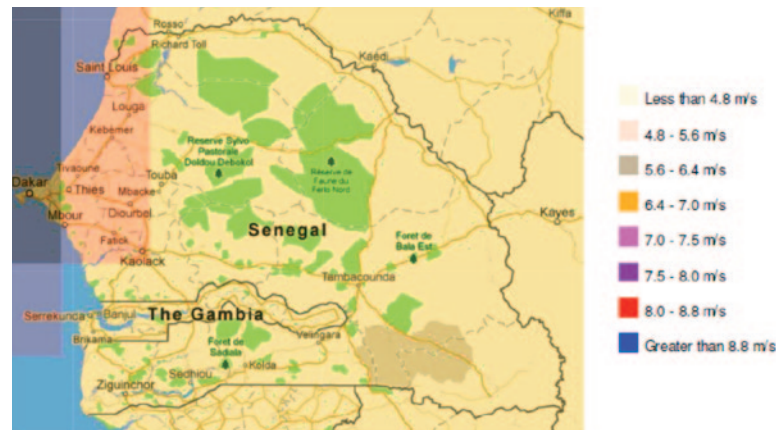 Kiffa
Rosso
Richard Toll
Kaedi
Saint Louis
Louga
Kébémer
Reserve Sylvo
Pastorale
Doldou Debokol
Tivaoune
Touba
Réserve de
Faune du
Ferlo Nord
Dakar
Thies
Mbacke
Mbour
Diourbel
Kayes
Senegal
Fatick
Foret de
Bala Est
Kaolack
Tambacounda
The Gambia
Serrekunda
Banjul
Brikama
Velingara
Foret de
Sadiala
Sedhiou
Kolda
Ziguinchor
Less than 4.8 m/s
4.8 - 5.6 m/s
5.6 - 6.4 m/s
6.4 - 7.0 m/s
7.0 - 7.5 m/s
7.5 - 8.0 m/s
8.0 - 8.8 m/s
Greater than 8.8 m/s